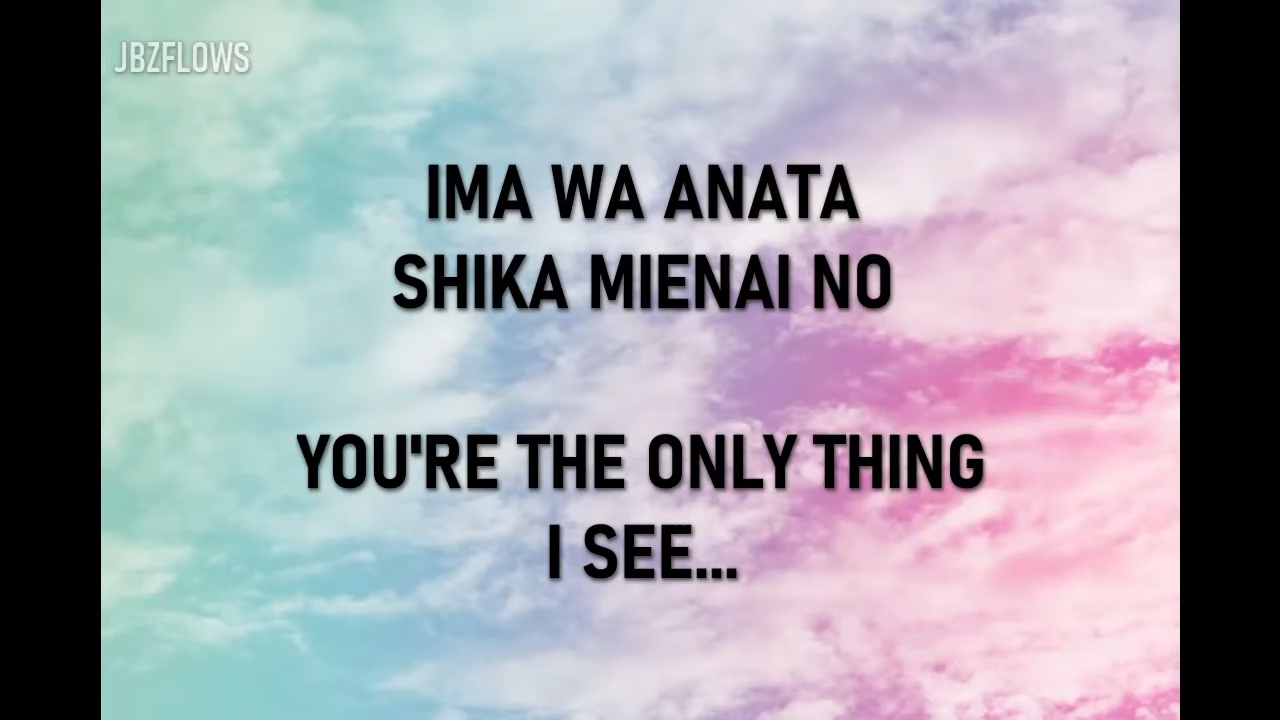 JBZFLOWS
IMA WA ANATA
SHIKA MIENAI NO
YOU'RE THE ONLY THING
I SEE...